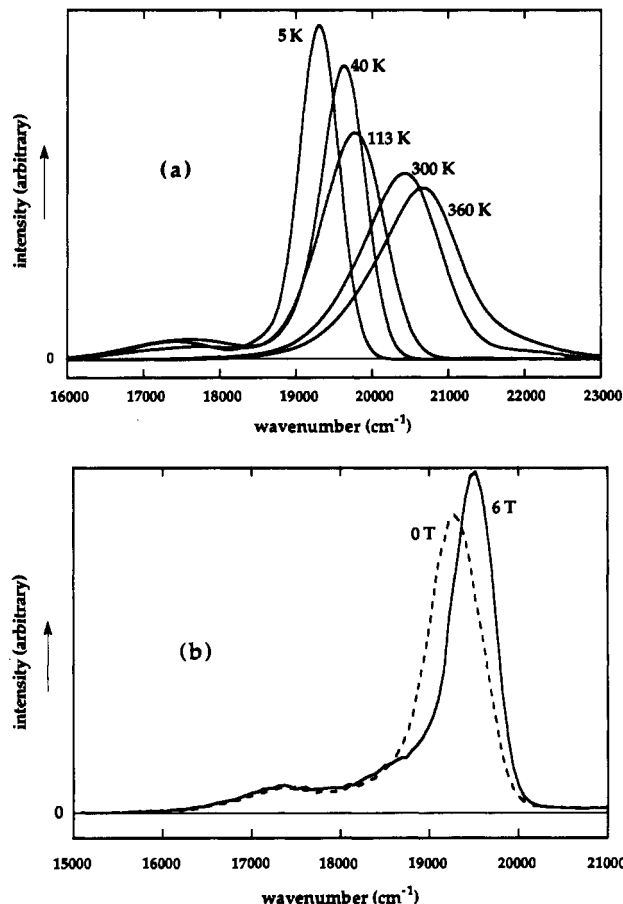 5 K
40 K
113 K
300 K
360 K
(a)
intensity (arbitrary)
0
16000 17000 18000 19000 20000 21000 22000 23000
wavenumber (cm⁻¹)
6 T
0 T
(b)
intensity (arbitrary)
0
15000 16000 17000 18000 19000 20000 21000
wavenumber (cm⁻¹)